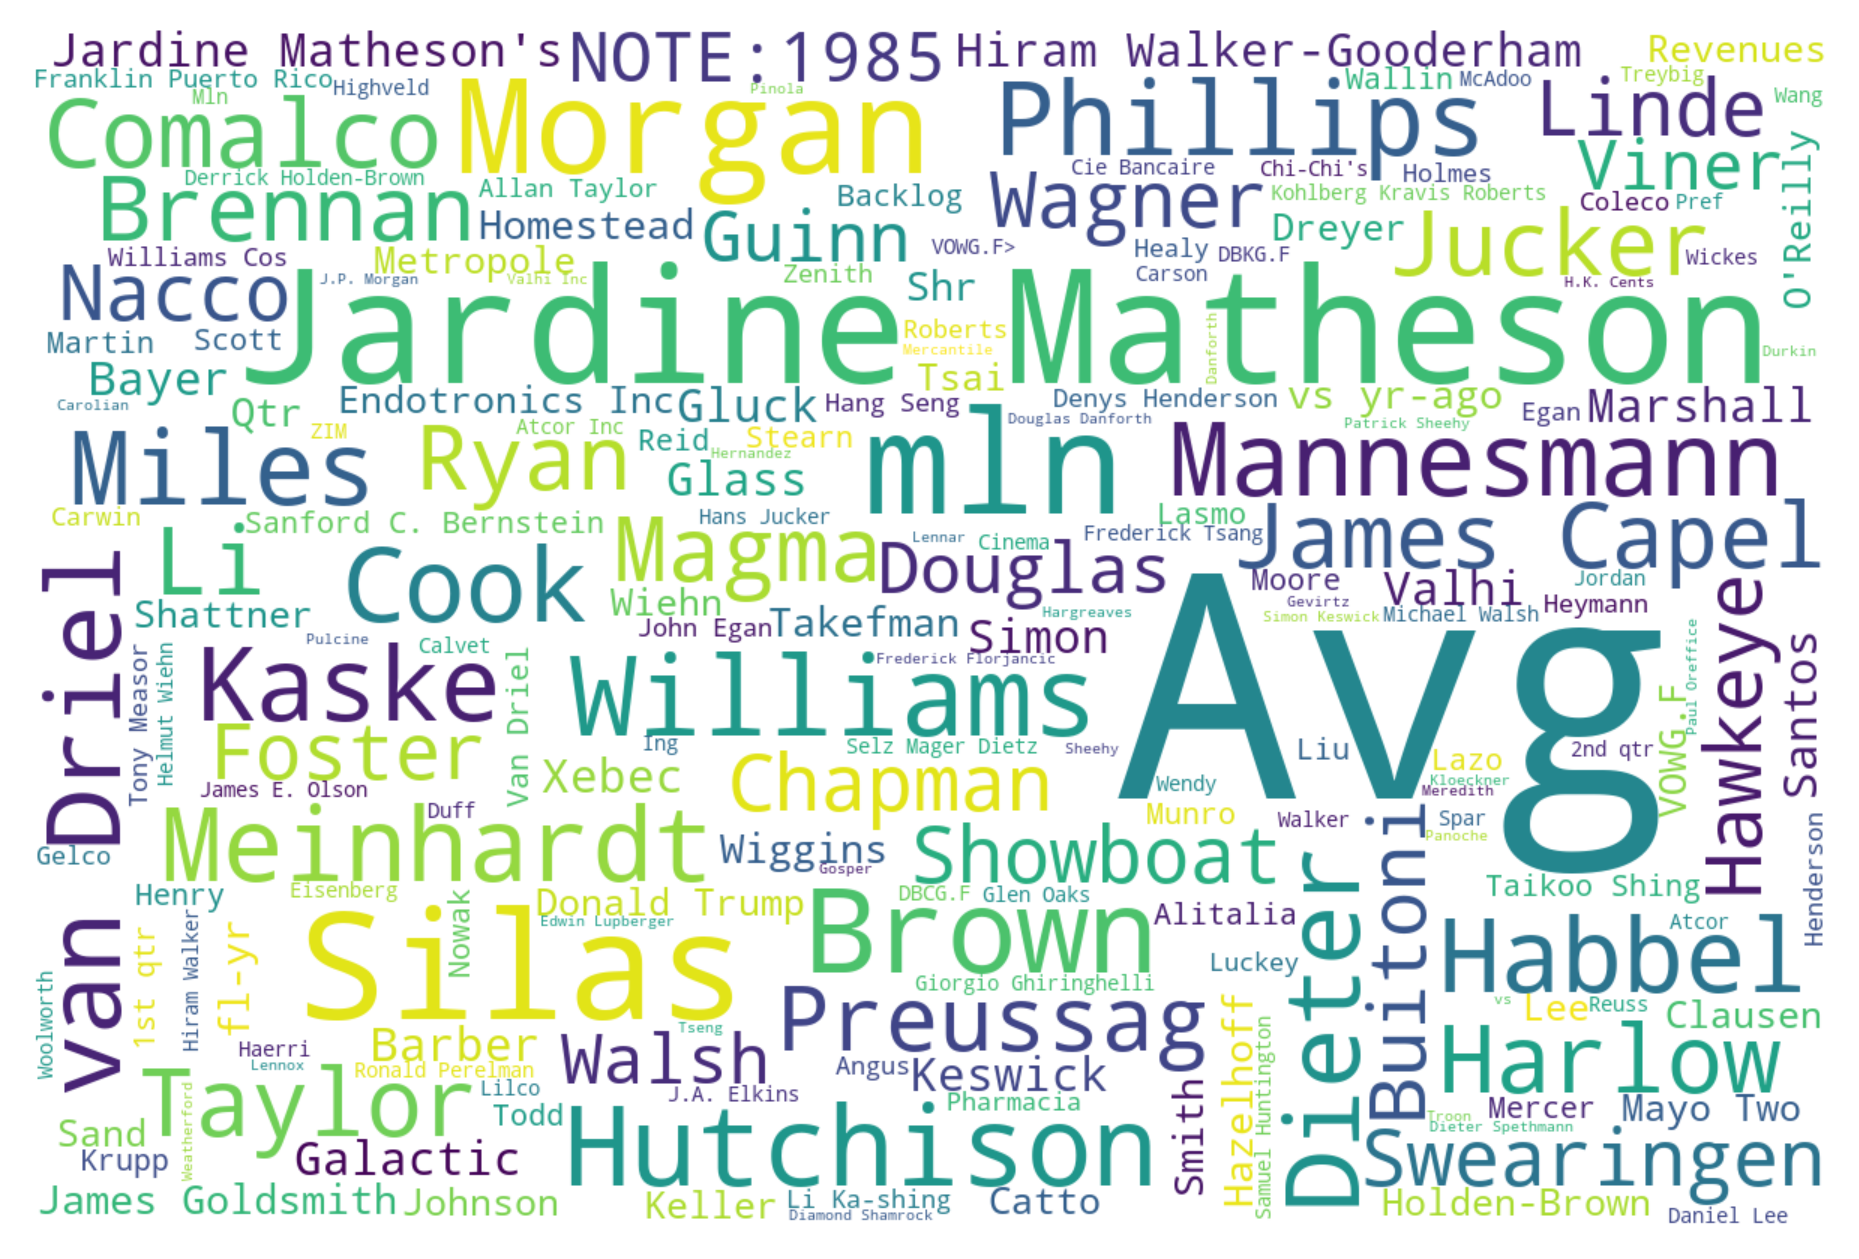 Jardine Matheson's
NOTE:1985
Hiram Walker-Gooderham
Revenues
Franklin Puerto Rico
Highveld
Pinola
Wallin
McAdoo
Treybig
Mln
Wang
Comalco
Morgan
Phillips
Linde
Viner
O'Reilly
Derrick Holden-Brown
Allan Taylor
Backlog
Cie Bancaire
Chi-Chi's
Holmes
Kohlberg Kravis Roberts
Coleco
Pref
Brennan
Homestead
Guinn
Wagner
Dreyer
Jucker
Williams Cos
Metropole
VOWG.F>
Healy
DBKG.F
Wickes
Nacco
J.P. Morgan
Valhi Inc
Zenith
Shr
Carson
H.K. Cents
Jardine
Matheson
Martin
Scott
Roberts
Mercantile
Danforth
Durkin
Bayer
Tsai
Carolian
Qtr
Endotronics Inc
Gluck
Hang Seng
Denys Henderson
vs yr-ago
Egan
Marshall
ZIM
Atcor Inc
Reid
Stearn
Douglas Danforth
Patrick Sheehy
Miles
Ryan
Hernandez
Glass
mln
Mannesmann
Carwin
Sanford C. Bernstein
Hans Jucker
Lasmo
James Capel
Li
Magma
Lennar
Cinema
Frederick Tsang
van Driel
Cook
Douglas
Moore
Valhi
Jordan
Shattner
Wiehn
Hargreaves
Gevirtz
Simon Keswick
Michael Walsh
Heymann
Hawkeye
Pulcine
Calvet
John Egan
Takefman
Simon
Avg
Tony Measor
Helmut Wiehn
Kaske
Van Driel
Williams
Frederick Florjancic
Paul Oreffice
Santos
Foster
Ing
Selz Mager Dietz
Sheehy
Liu
Lazo
2nd qtr
VOWG.F
James E. Olson
Xebec
Chapman
Wendy
Kloeckner
Meredith
Duff
Munro
Walker
Spar
Panoche
Gelco
Meinhardt
Wiggins
Gosper
Showboat
Dieter
Buitoni
Henderson
Henry
Eisenberg
Donald Trump
DBCG.F
Glen Oaks
Taikoo Shing
Nowak
Edwin Lupberger
Brown
Alitalia
Atcor
1st qtr
Hiram Walker
fl-yr
Silas
Luckey
Habbel
Woolworth
Giorgio Ghiringhelli
vs
Lee
Reuss
Clausen
Preussag
Tseng
Haerri
Barber
Walsh
Hazelhoff
Samuel Huntington
Harlow
Lennox
Ronald Perelman
Angus
Keswick
Smith
Taylor
Lilco
J.A. Elkins
Weatherford
Todd
Pharmacia
Troon
Mercer
Mayo Two
Sand
Hutchison
Dieter Spethmann
Krupp
Galactic
Swearingen
James Goldsmith
Johnson
Keller
Li Ka-shing
Diamond Shamrock
Catto
Holden-Brown
Daniel Lee